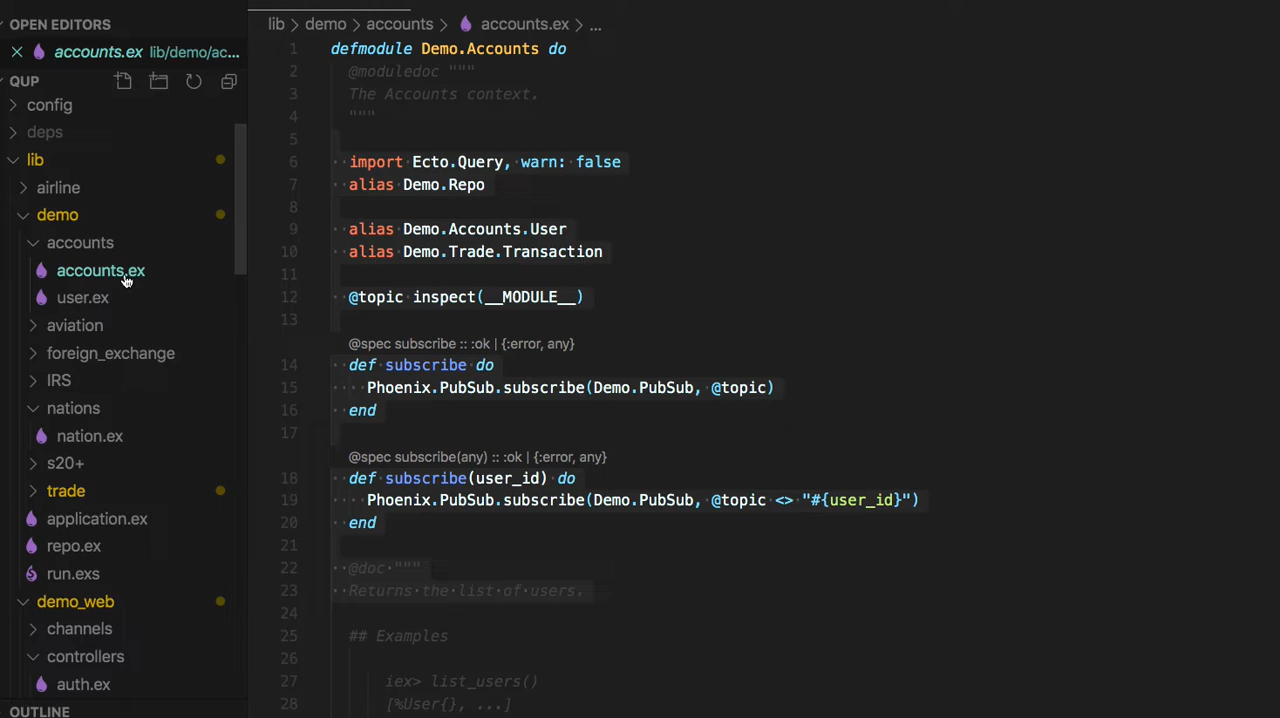 OPEN EDITORS
accounts.ex lib/demo/ac...
QUP
config
deps
lib
airline
demo
accounts
accounts.ex
user.ex
aviation
foreign_exchange
IRS
nations
nation.ex
s20+
trade
application.ex
repo.ex
run.exs
demo_web
channels
controllers
auth.ex
OUTLINE
lib > demo > accounts > accounts.ex > ...
1 defmodule Demo.Accounts do
2 @moduledoc """
3 The Accounts context.
4 """
5
6 import Ecto.Query, warn: false
7 alias Demo.Repo
8
9 alias Demo.Accounts.User
10 alias Demo.Trade.Transaction
11
12 @topic inspect(__MODULE__)
13
@spec subscribe :: :ok | {:error, any}
14 def subscribe do
15 Phoenix.PubSub.subscribe(Demo.PubSub, @topic)
16 end
17
@spec subscribe(any) :: :ok | {:error, any}
18 def subscribe(user_id) do
19 Phoenix.PubSub.subscribe(Demo.PubSub, @topic <> "#{user_id}")
20 end
21
22 @doc """
23 Returns the list of users.
24
25 ## Examples
26
27 iex> list_users()
28 [%User{}, ...]